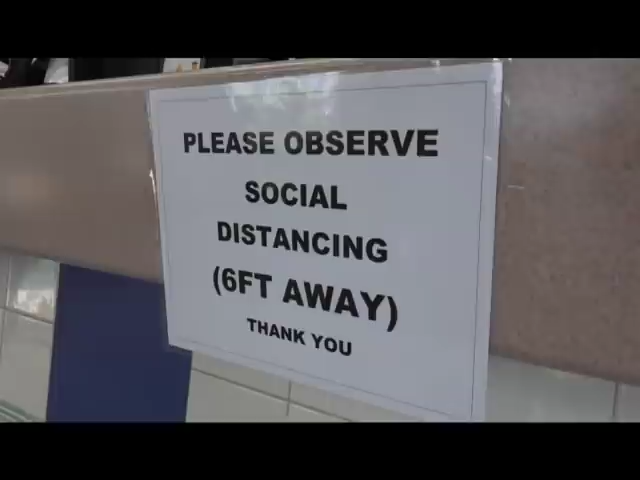 PLEASE OBSERVE
SOCIAL
DISTANCING
(6FT AWAY)
THANK YOU